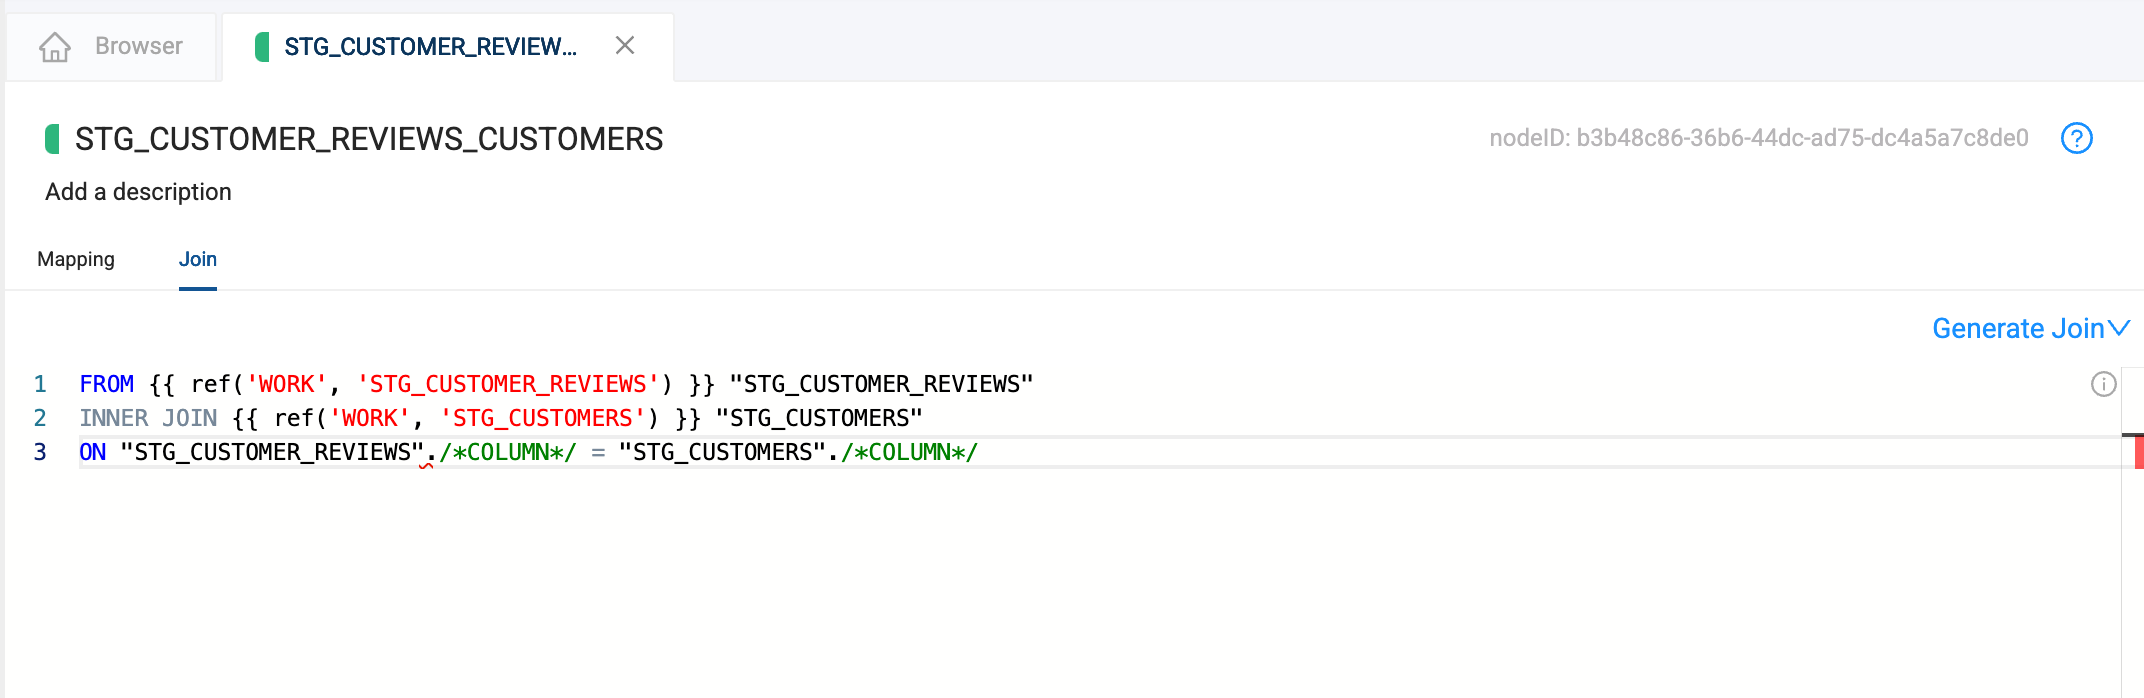 Browser
STG_CUSTOMER_REVIEW...
STG_CUSTOMER_REVIEWS_CUSTOMERS
nodeID: b3b48c86-36b6-44dc-ad75-dc4a5a7c8de0
Add a description
Mapping
Join
Generate Join
1 FROM {{ ref('WORK', 'STG_CUSTOMER_REVIEWS') }} "STG_CUSTOMER_REVIEWS"
2 INNER JOIN {{ ref('WORK', 'STG_CUSTOMERS') }} "STG_CUSTOMERS"
3 ON "STG_CUSTOMER_REVIEWS"./*COLUMN*/ = "STG_CUSTOMERS"./*COLUMN*/